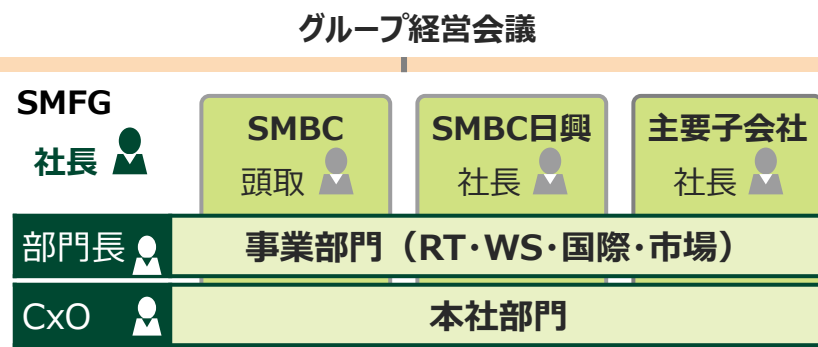 グループ経営会議
SMFG
社長
SMBC
頭取
SMBC日興
社長
主要子会社
社長
部門長
事業部門（RT･WS･国際･市場）
CxO
本社部門